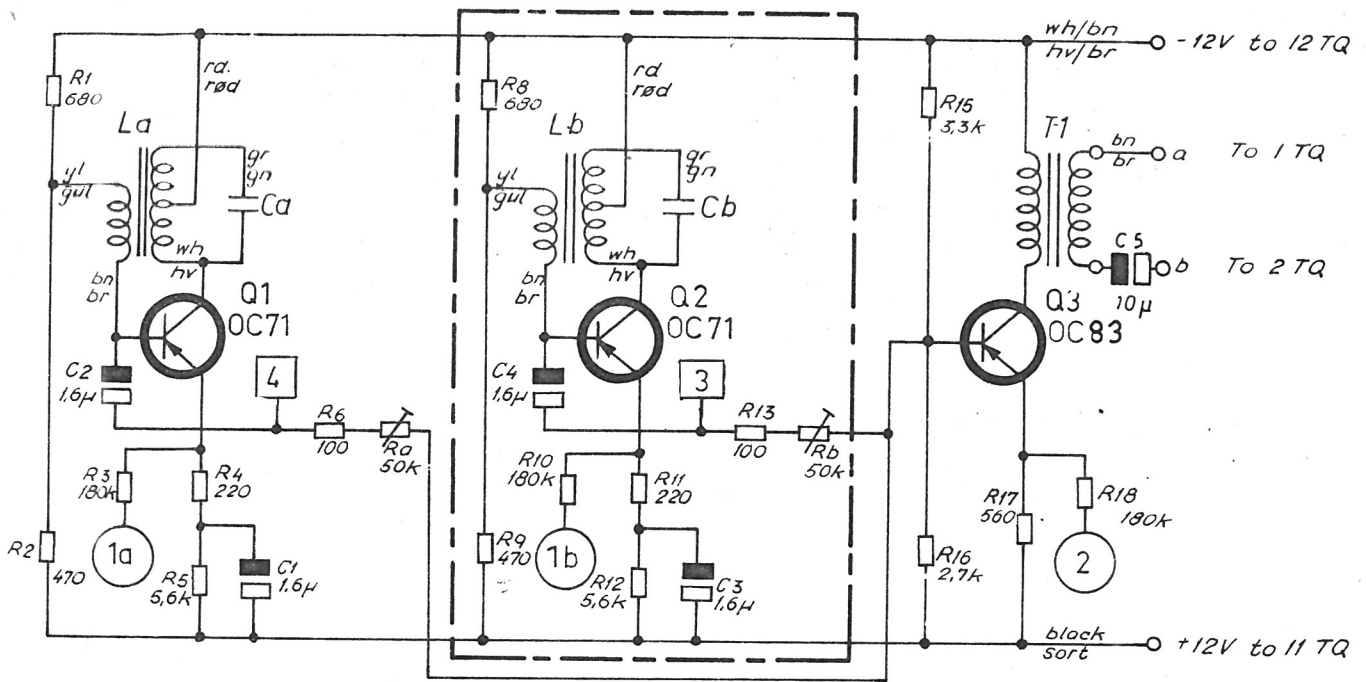 R1
680
La
yl
gul
rd.
rød
gr
gn
Ca
wh
hv
bn
br
Q1
OC71
C2
1,6µ
4
R6
100
Ra
50k
R3
180k
R4
220
1a
R2
470
R5
5,6k
C1
1,6µ
R8
680
Lb
yl
gul
rd
rød
gr
gn
Cb
wh
hv
bn
br
Q2
OC71
C4
1,6µ
3
R13
100
Rb
50k
R10
180k
R11
220
1b
R9
470
R12
5,6k
C3
1,6µ
wh/bn
hv/br
-12V to 12 TQ
R15
3,3k
T1
bn
br
a
To 1 TQ
C5
10µ
b
To 2 TQ
Q3
OC83
R17
560
R18
180k
R16
2,7k
2
black
sort
+12V to 11 TQ